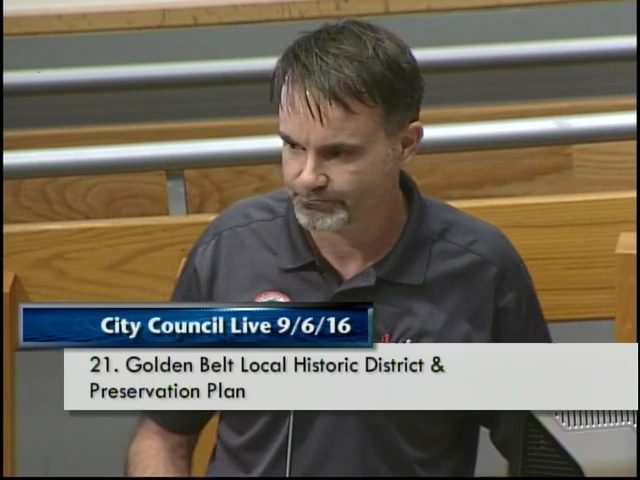 City Council Live 9/6/16
21. Golden Belt Local Historic District &
Preservation Plan